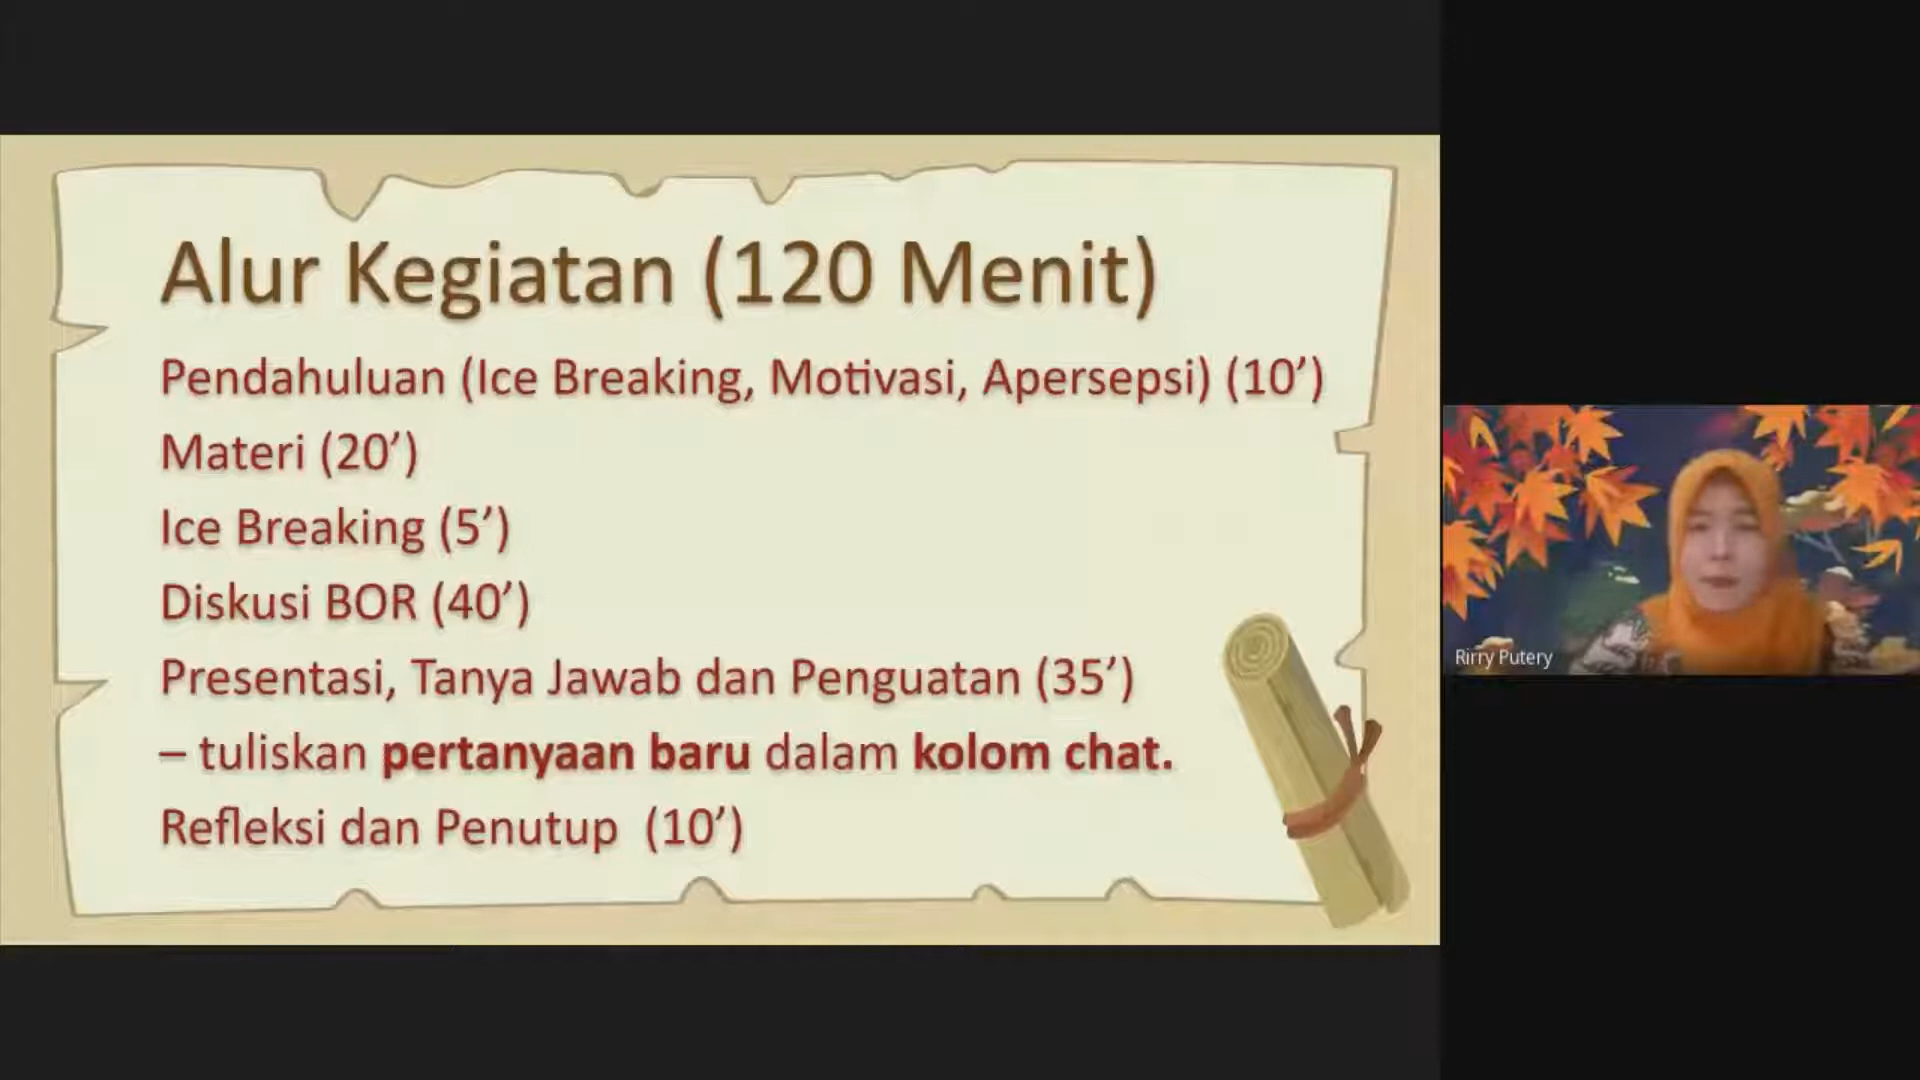 Alur Kegiatan (120 Menit)
Pendahuluan (Ice Breaking, Motivasi, Apersepsi) (10’)
Materi (20’)
Ice Breaking (5’)
Diskusi BOR (40’)
Presentasi, Tanya Jawab dan Penguatan (35’)
– tuliskan pertanyaan baru dalam kolom chat.
Refleksi dan Penutup (10’)
Rirry Putery